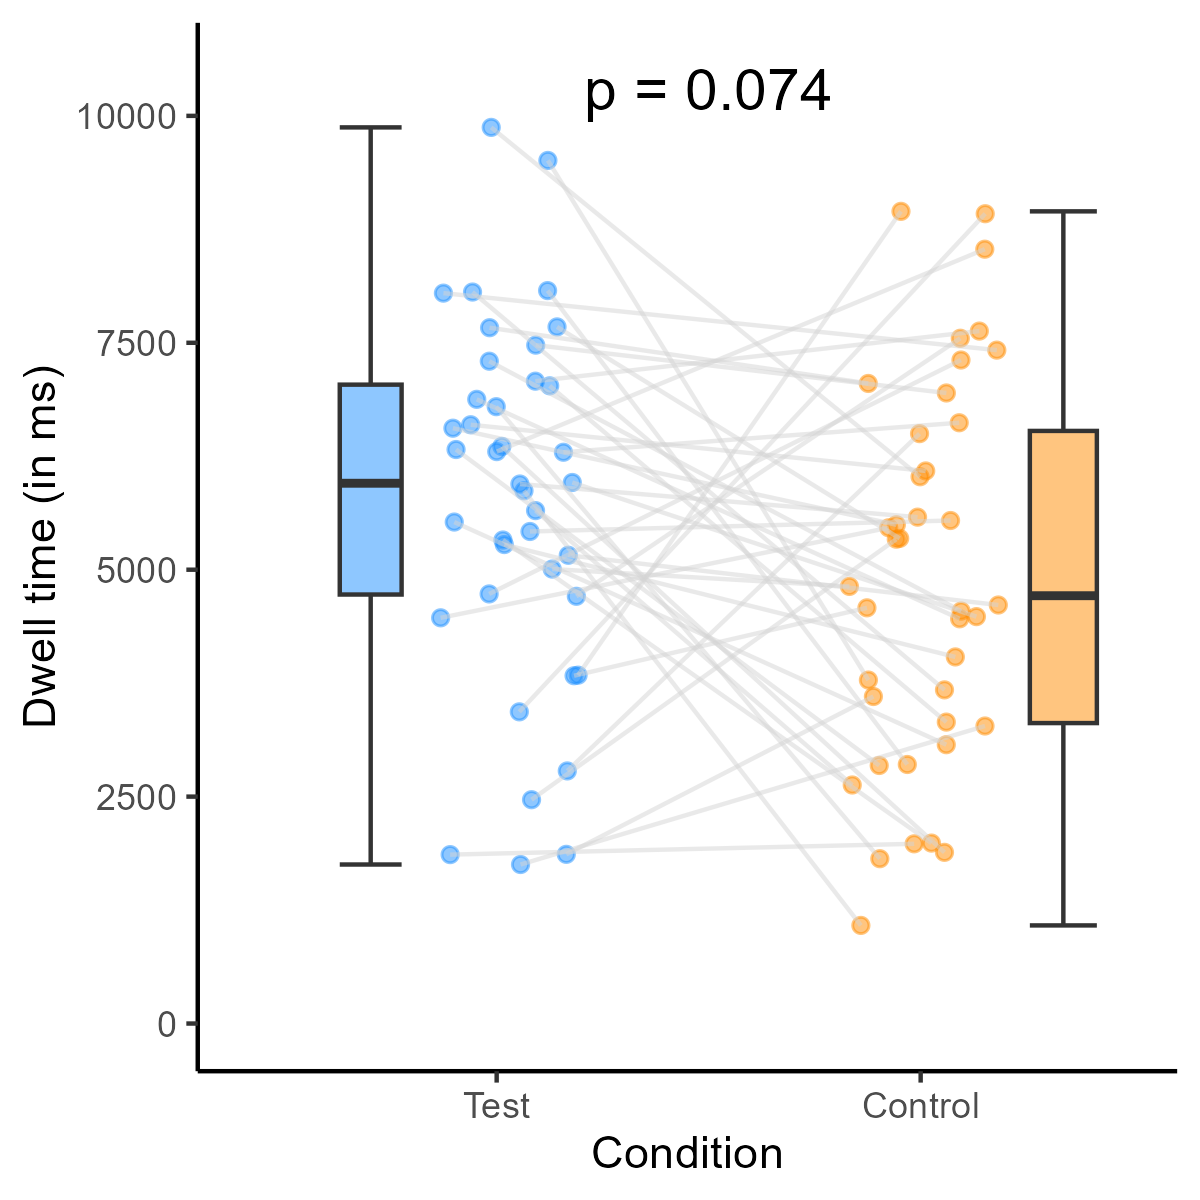 p = 0.074
10000
7500
5000
2500
0
Dwell time (in ms)
Test
Control
Condition